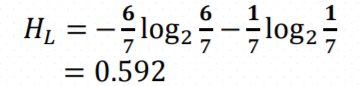 H_L = −6/7 log₂ 6/7 − 1/7 log₂ 1/7
= 0.592